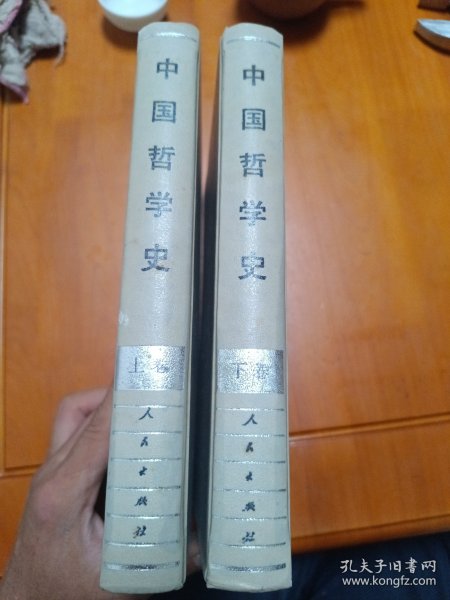 中国哲学史
上卷
人民出版社
中国哲学史
下卷
人民出版社
孔夫子旧书网
www.kongfz.com